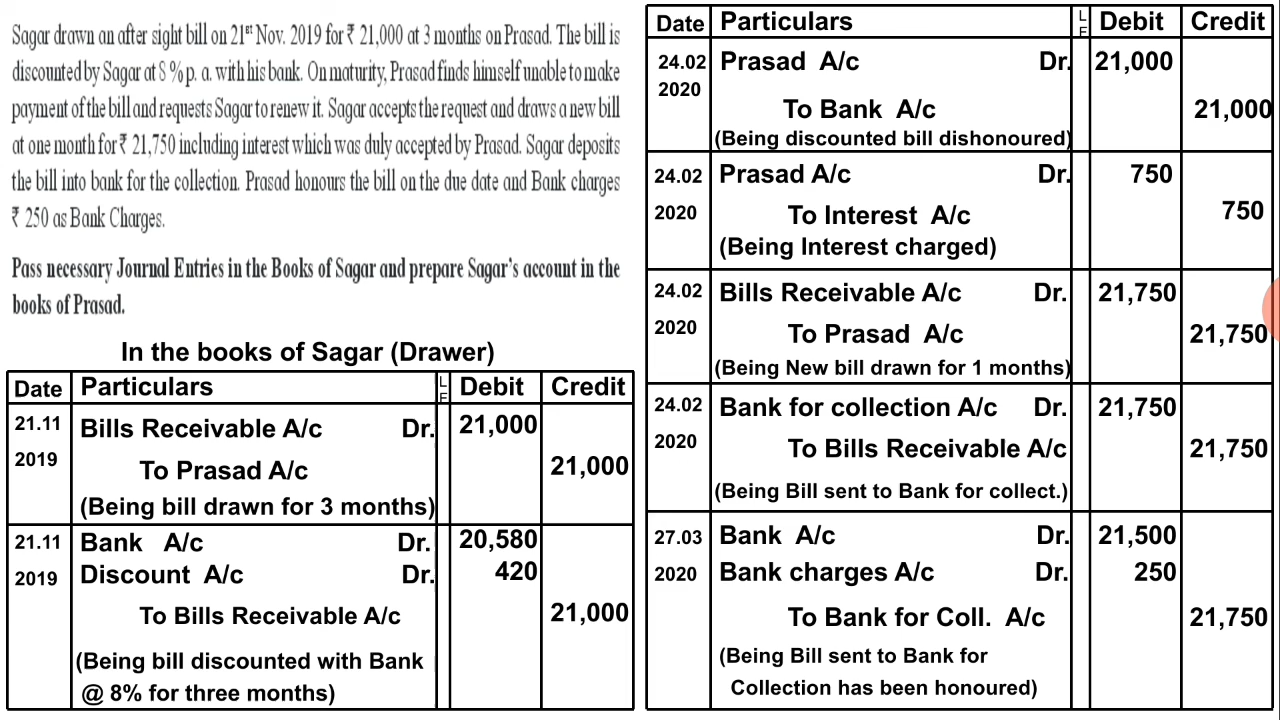 Sagar drawn an after sight bill on 21st Nov. 2019 for ₹ 21,000 at 3 months on Prasad. The bill is
discounted by Sagar at 8 % p. a. with his bank. On maturity, Prasad finds himself unable to make
payment of the bill and requests Sagar to renew it. Sagar accepts the request and draws a new bill
at one month for ₹ 21,750 including interest which was duly accepted by Prasad. Sagar deposits
the bill into bank for the collection. Prasad honours the bill on the due date and Bank charges
₹ 250 as Bank Charges.
Pass necessary Journal Entries in the Books of Sagar and prepare Sagar's account in the
books of Prasad.
In the books of Sagar (Drawer)
Date Particulars L F Debit Credit
21.11 Bills Receivable A/c Dr. 21,000
2019 To Prasad A/c 21,000
(Being bill drawn for 3 months)
21.11 Bank A/c Dr. 20,580
2019 Discount A/c Dr. 420
To Bills Receivable A/c 21,000
(Being bill discounted with Bank
@ 8% for three months)
Date Particulars L F Debit Credit
24.02 Prasad A/c Dr. 21,000
2020
To Bank A/c 21,000
(Being discounted bill dishonoured)
24.02 Prasad A/c Dr. 750
2020 To Interest A/c 750
(Being Interest charged)
24.02 Bills Receivable A/c Dr. 21,750
2020 To Prasad A/c 21,750
(Being New bill drawn for 1 months)
24.02 Bank for collection A/c Dr. 21,750
2020 To Bills Receivable A/c 21,750
(Being Bill sent to Bank for collect.)
27.03 Bank A/c Dr. 21,500
2020 Bank charges A/c Dr. 250
To Bank for Coll. A/c 21,750
(Being Bill sent to Bank for
Collection has been honoured)